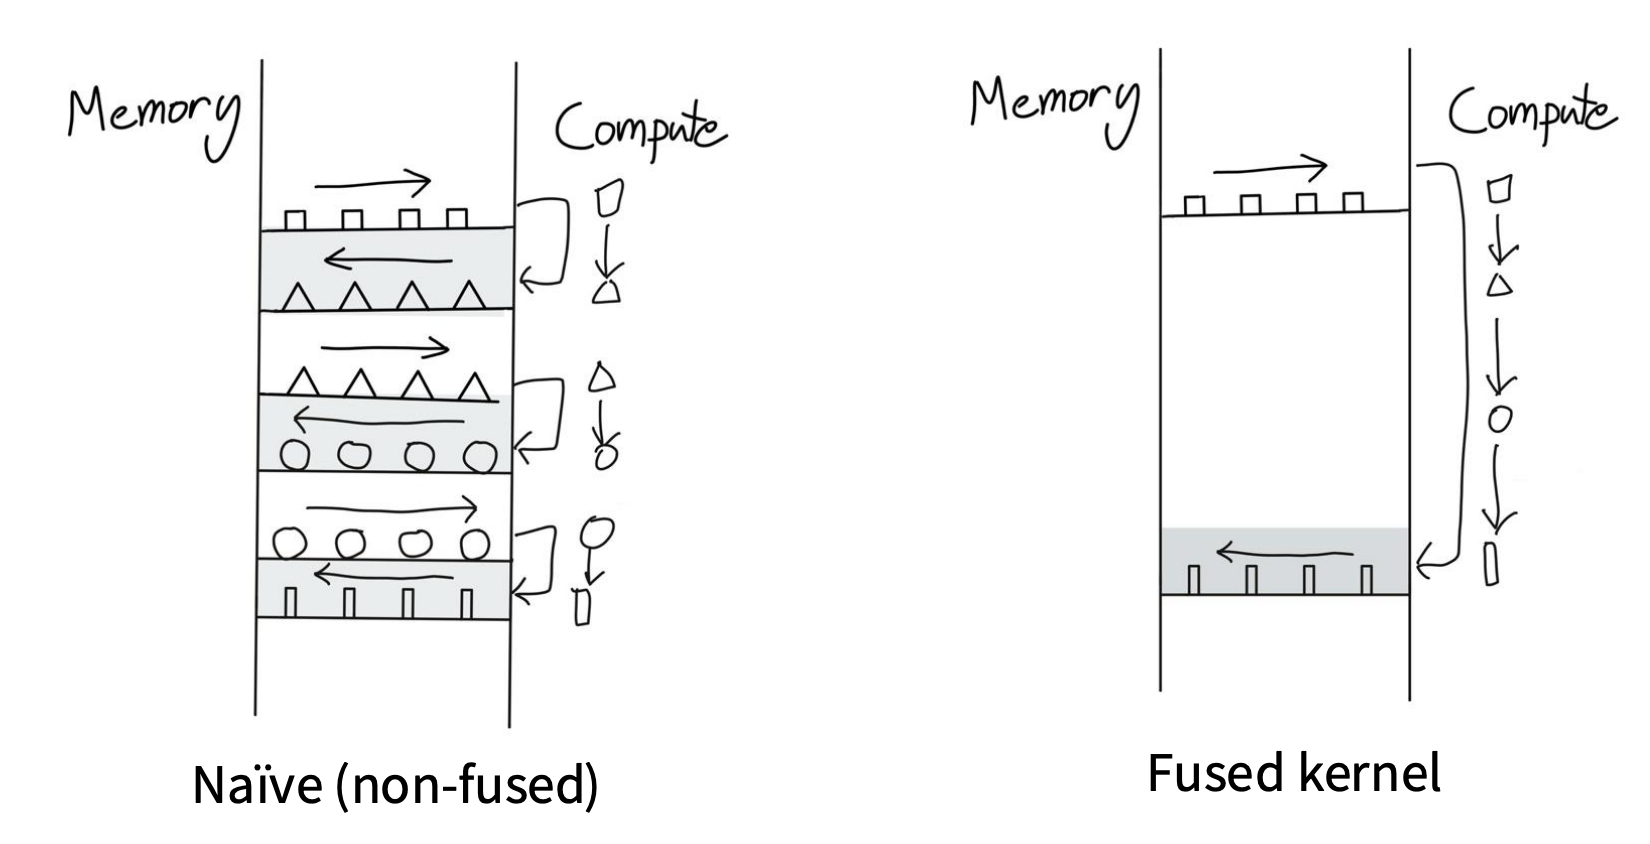 Memory
Compute
Naïve (non-fused)
Memory
Compute
Fused kernel